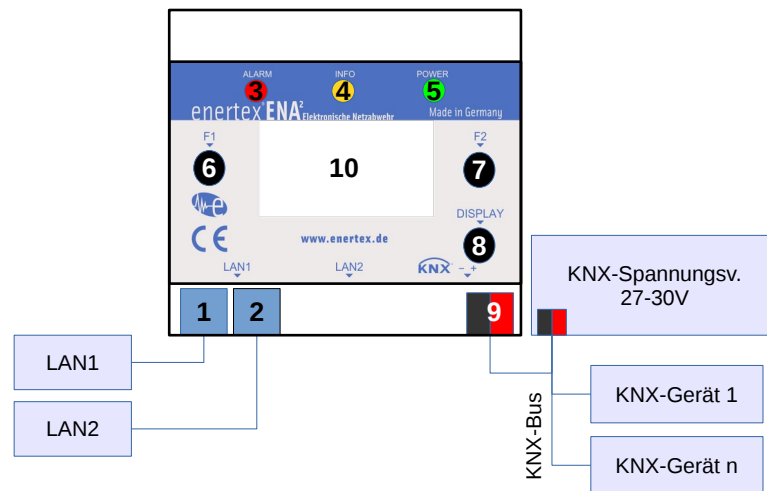 ALARM INFO POWER
3 4 5
enertex® ENA² Elektronische Netzabwehr Made in Germany
F1 F2
6 10 7
e
DISPLAY
CE www.enertex.de 8
LAN1 LAN2 KNX - +
1 2 9
KNX-Spannungsv.
27-30V
LAN1
LAN2
KNX-Bus
KNX-Gerät 1
KNX-Gerät n